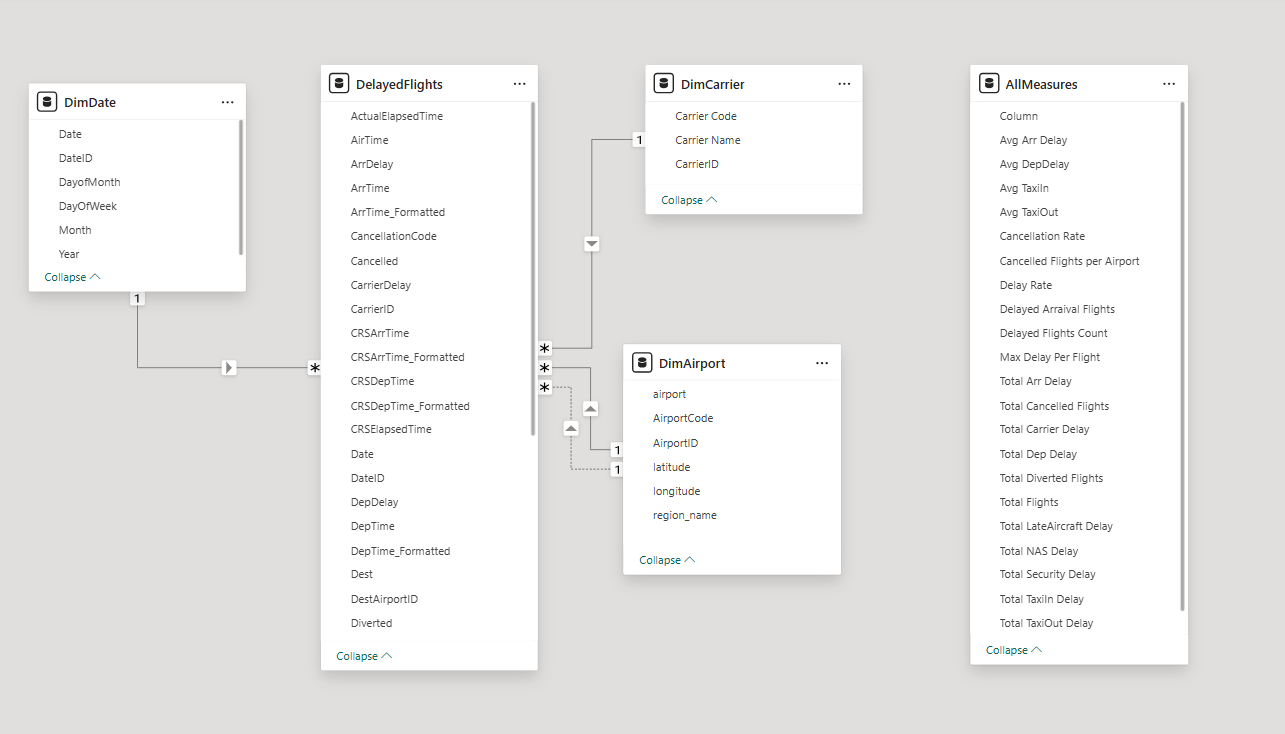 DimDate
Date
DateID
DayofMonth
DayOfWeek
Month
Year
Collapse
1
*
DelayedFlights
ActualElapsedTime
AirTime
ArrDelay
ArrTime
ArrTime_Formatted
CancellationCode
Cancelled
CarrierDelay
CarrierID
CRSArrTime
CRSArrTime_Formatted
CRSDepTime
CRSDepTime_Formatted
CRSElapsedTime
Date
DateID
DepDelay
DepTime
DepTime_Formatted
Dest
DestAirportID
Diverted
Collapse
*
*
*
1
DimCarrier
Carrier Code
Carrier Name
CarrierID
Collapse
1
1
DimAirport
airport
AirportCode
AirportID
latitude
longitude
region_name
Collapse
AllMeasures
Column
Avg Arr Delay
Avg DepDelay
Avg TaxiIn
Avg TaxiOut
Cancellation Rate
Cancelled Flights per Airport
Delay Rate
Delayed Arraival Flights
Delayed Flights Count
Max Delay Per Flight
Total Arr Delay
Total Cancelled Flights
Total Carrier Delay
Total Dep Delay
Total Diverted Flights
Total Flights
Total LateAircraft Delay
Total NAS Delay
Total Security Delay
Total TaxiIn Delay
Total TaxiOut Delay
Collapse